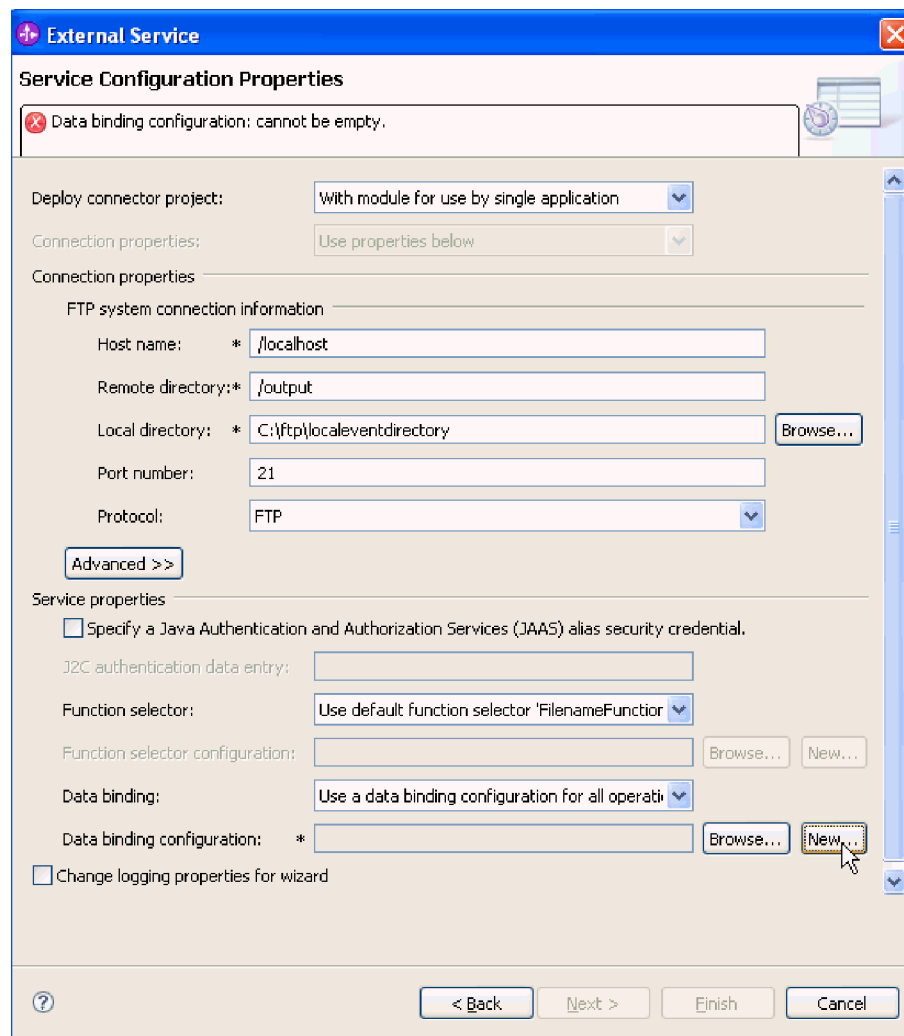 External Service
Service Configuration Properties
Data binding configuration: cannot be empty.
Deploy connector project: With module for use by single application
Connection properties: Use properties below
Connection properties
FTP system connection information
Host name: * /localhost
Remote directory:* /output
Local directory: * C:\ftp\localeventdirectory Browse...
Port number: 21
Protocol: FTP
Advanced >>
Service properties
Specify a Java Authentication and Authorization Services (JAAS) alias security credential.
J2C authentication data entry:
Function selector: Use default function selector 'FilenameFunction
Function selector configuration: Browse... New...
Data binding: Use a data binding configuration for all operati
Data binding configuration: * Browse... New...
Change logging properties for wizard
? < Back Next > Finish Cancel